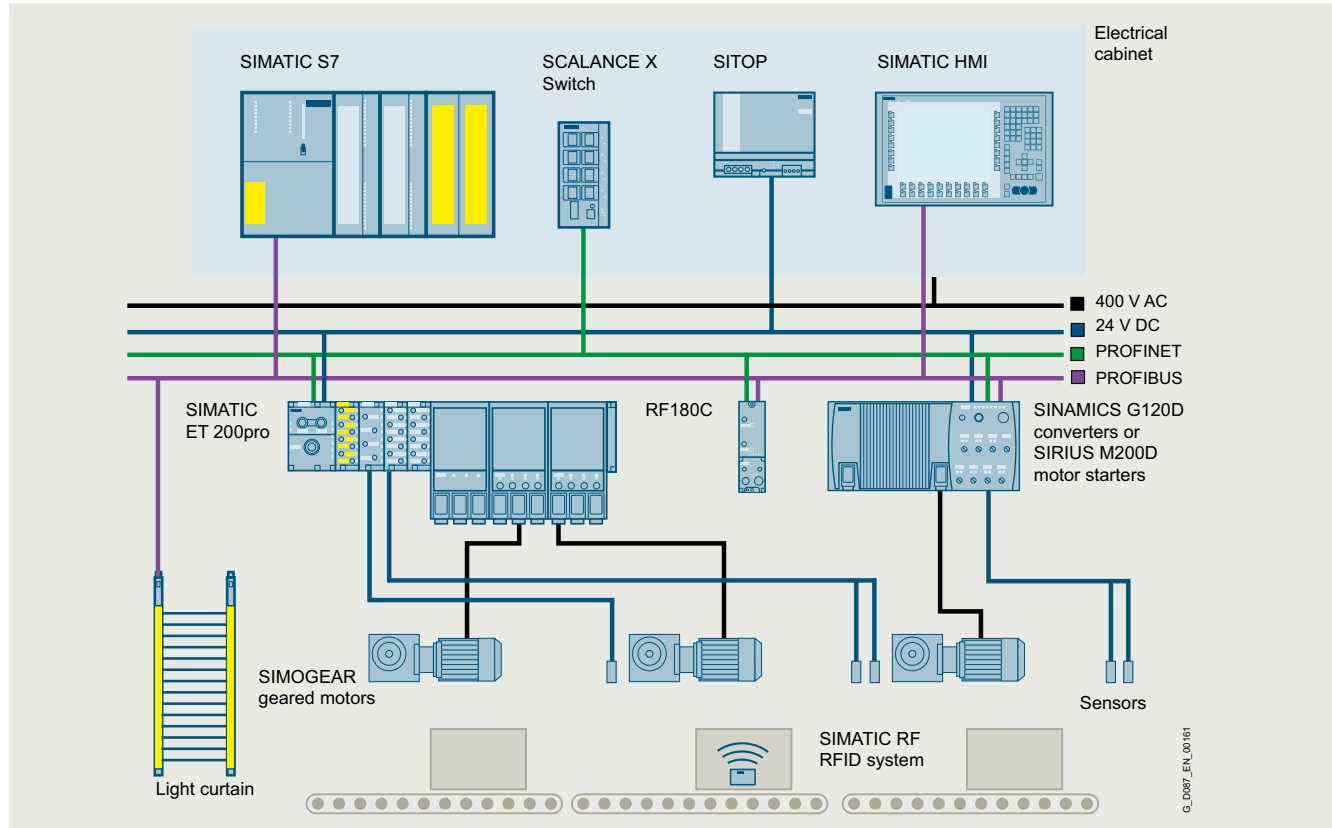 Electrical
cabinet
SIMATIC S7
SCALANCE X
Switch
SITOP
SIMATIC HMI
400 V AC
24 V DC
PROFINET
PROFIBUS
SIMATIC
ET 200pro
RF180C
SINAMICS G120D
converters or
SIRIUS M200D
motor starters
SIMOGEAR
geared motors
Sensors
SIMATIC RF
RFID system
Light curtain
G_D087_EN_00161